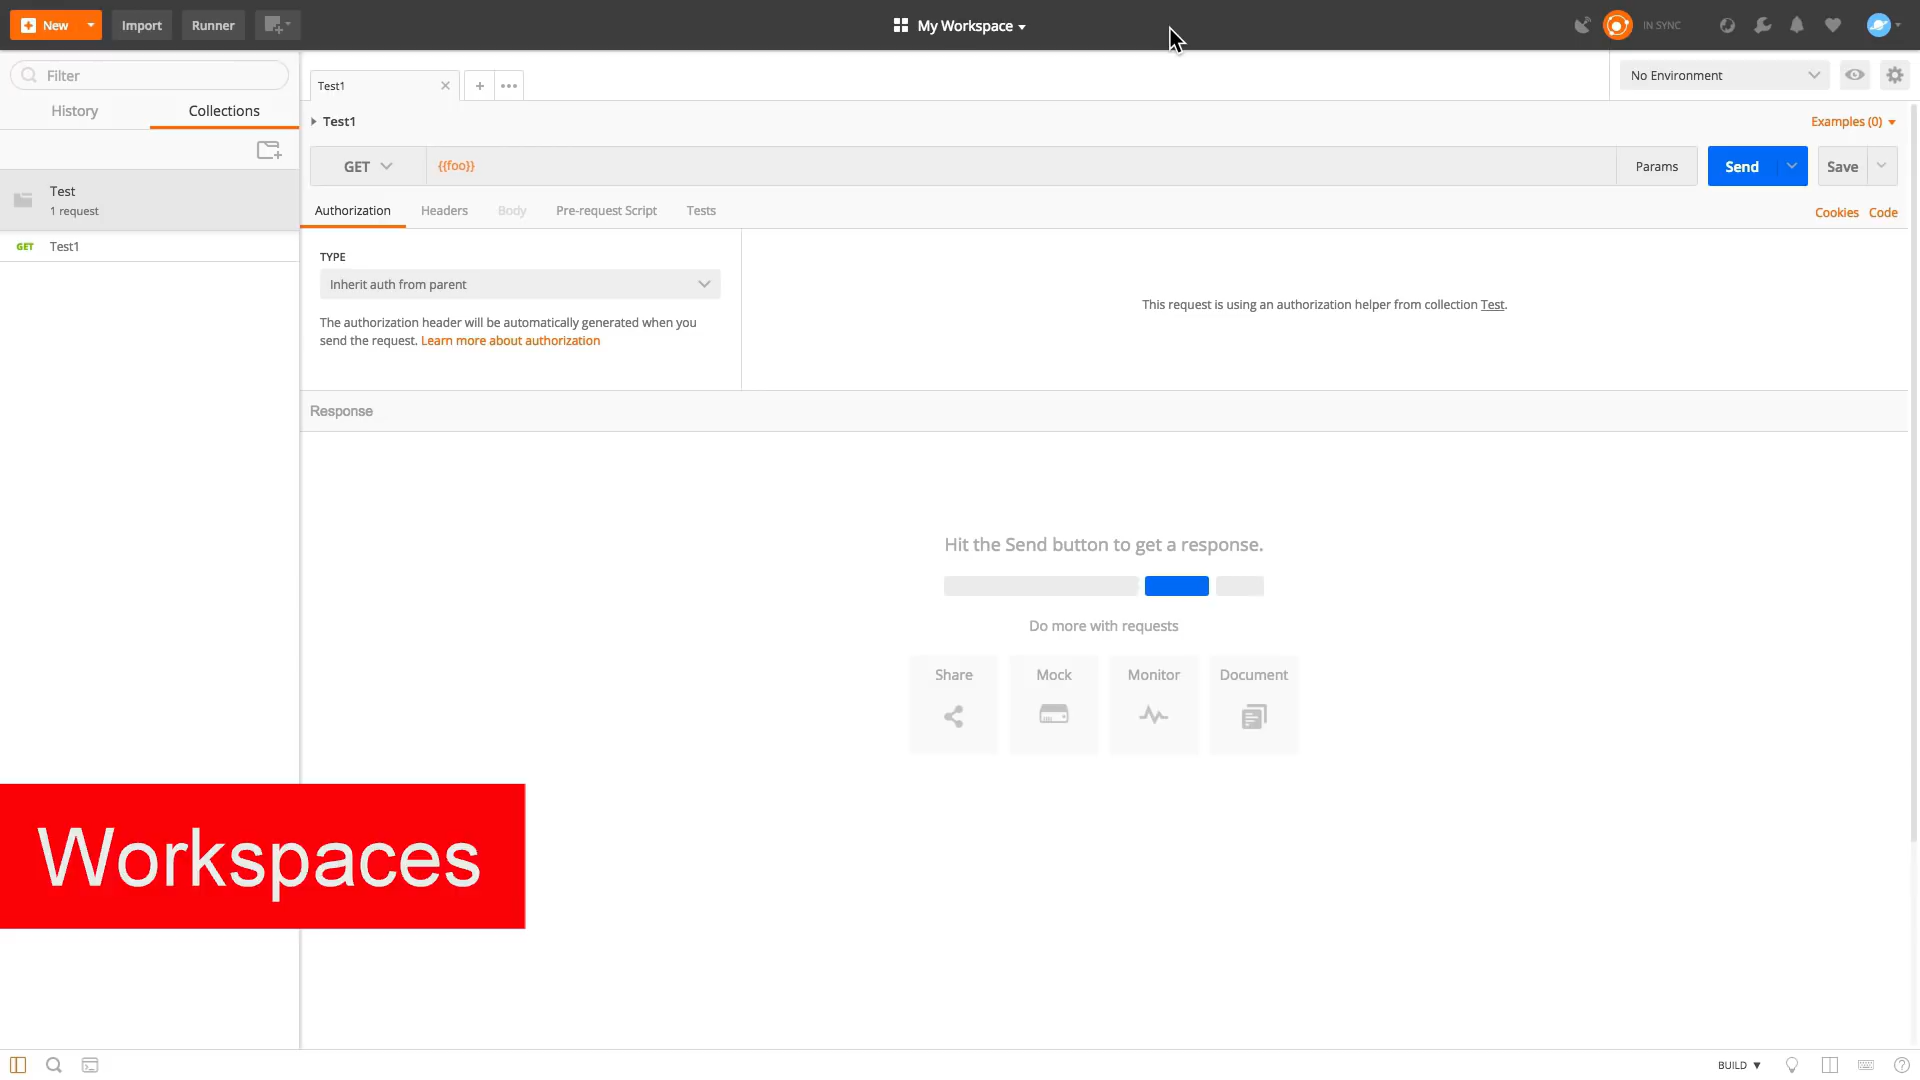 New
Import
Runner
My Workspace
IN SYNC
Filter
History
Collections
Test
1 request
GET
Test1
Test1
No Environment
Test1
Examples (0)
GET
{{foo}}
Params
Send
Save
Authorization
Headers
Body
Pre-request Script
Tests
Cookies
Code
TYPE
Inherit auth from parent
The authorization header will be automatically generated when you
send the request. Learn more about authorization
This request is using an authorization helper from collection Test.
Response
Hit the Send button to get a response.
Do more with requests
Share
Mock
Monitor
Document
Workspaces
BUILD